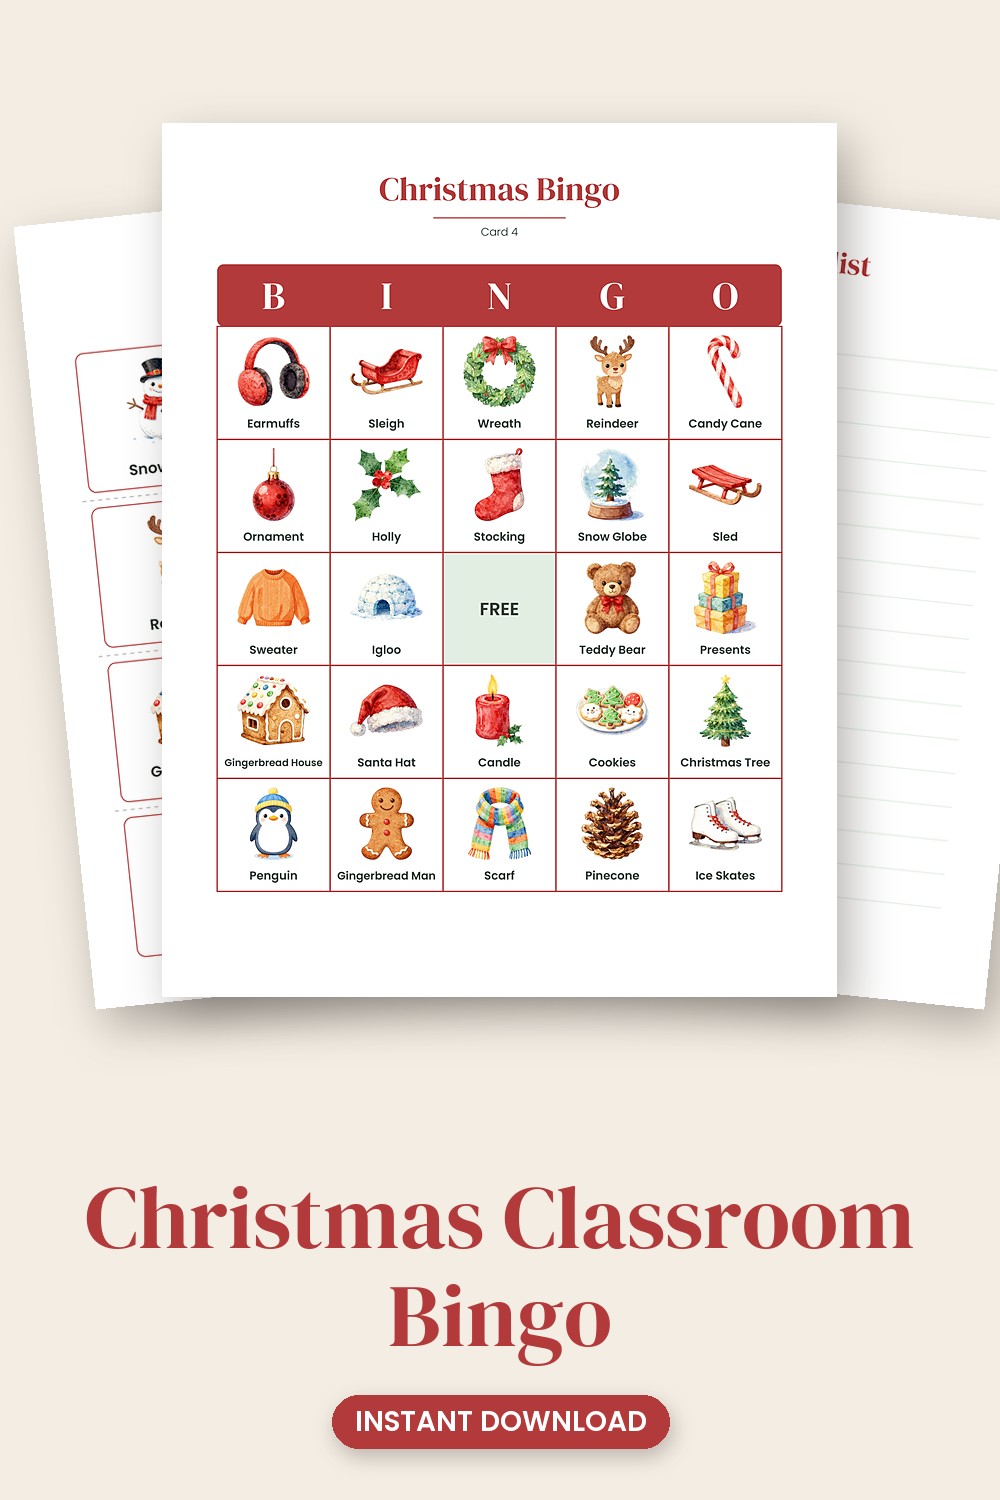 Christmas Bingo
Card 4
list
B I N G O
Earmuffs Sleigh Wreath Reindeer Candy Cane
Ornament Holly Stocking Snow Globe Sled
Sweater Igloo FREE Teddy Bear Presents
Gingerbread House Santa Hat Candle Cookies Christmas Tree
Penguin Gingerbread Man Scarf Pinecone Ice Skates
Christmas Classroom
Bingo
INSTANT DOWNLOAD